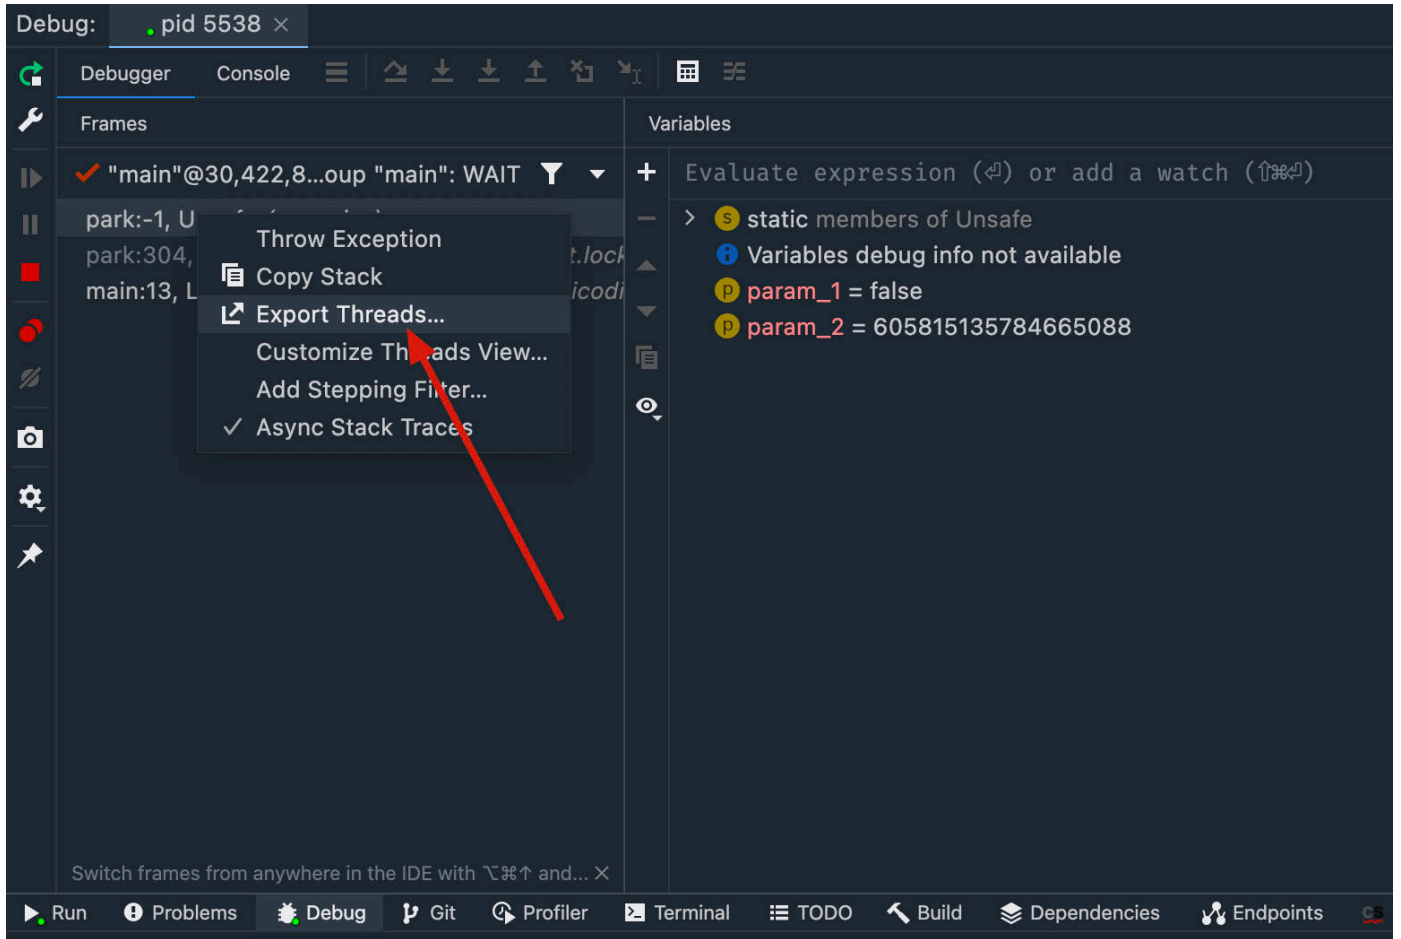 Debug: pid 5538 ×
Debugger Console
Frames
Variables
"main"@30,422,8...oup "main": WAIT
Evaluate expression (⏎) or add a watch (⇧⌘⏎)
park:-1, U
static members of Unsafe
Throw Exception
park:304,
t.lock
Variables debug info not available
Copy Stack
main:13, L
icodi
param_1 = false
Export Threads...
param_2 = 605815135784665088
Customize Threads View...
Add Stepping Filter...
Async Stack Traces
Switch frames from anywhere in the IDE with ⌥⌘↑ and... ×
Run Problems Debug Git Profiler Terminal TODO Build Dependencies Endpoints CS